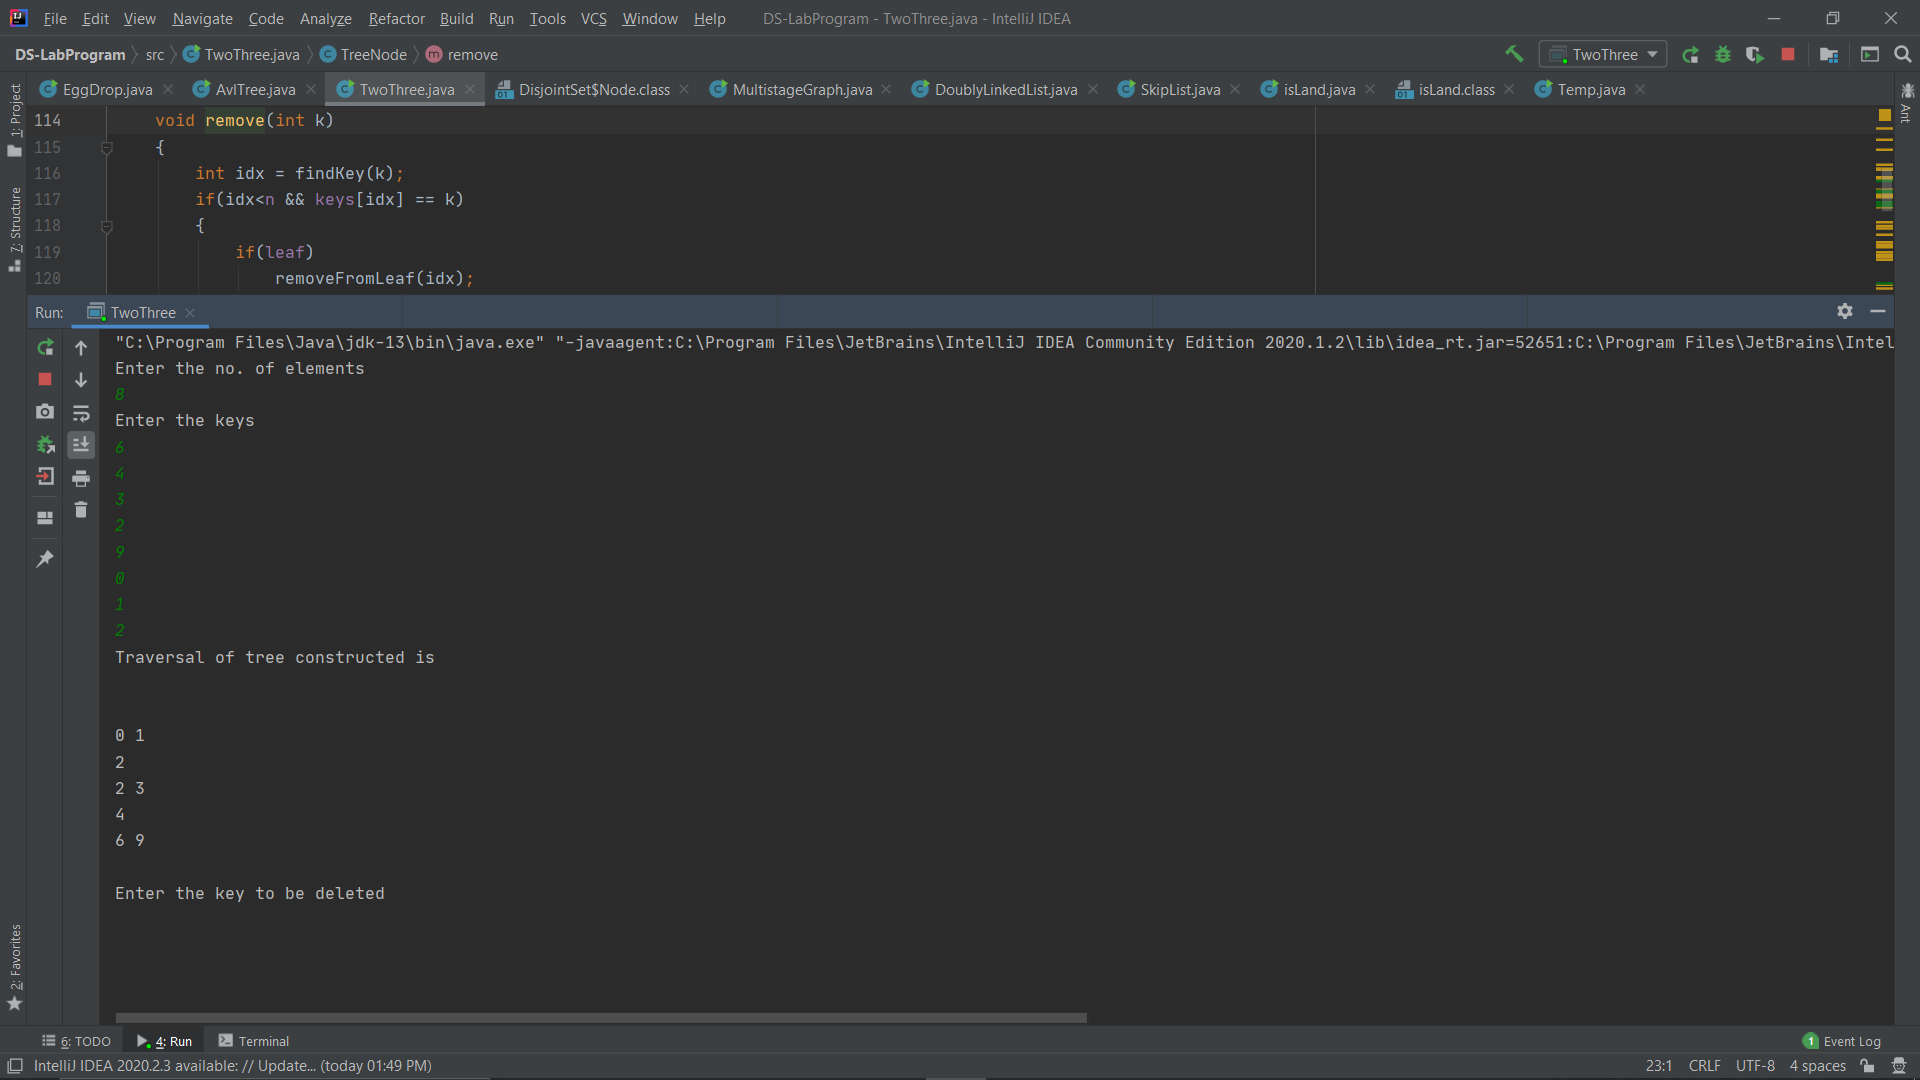 File Edit View Navigate Code Analyze Refactor Build Run Tools VCS Window Help DS-LabProgram - TwoThree.java - IntelliJ IDEA
DS-LabProgram src TwoThree.java TreeNode remove TwoThree
EggDrop.java AvlTree.java TwoThree.java DisjointSet$Node.class MultistageGraph.java DoublyLinkedList.java SkipList.java isLand.java isLand.class Temp.java
1: Project
7: Structure
2: Favorites
Ant
114 void remove(int k)
115 {
116 int idx = findKey(k);
117 if(idx<n && keys[idx] == k)
118 {
119 if(leaf)
120 removeFromLeaf(idx);
Run: TwoThree
"C:\Program Files\Java\jdk-13\bin\java.exe" "-javaagent:C:\Program Files\JetBrains\IntelliJ IDEA Community Edition 2020.1.2\lib\idea_rt.jar=52651:C:\Program Files\JetBrains\Intel
Enter the no. of elements
8
Enter the keys
6
4
3
2
9
0
1
2
Traversal of tree constructed is
0 1
2
2 3
4
6 9
Enter the key to be deleted
6: TODO 4: Run Terminal 1 Event Log
IntelliJ IDEA 2020.2.3 available: // Update... (today 01:49 PM) 23:1 CRLF UTF-8 4 spaces